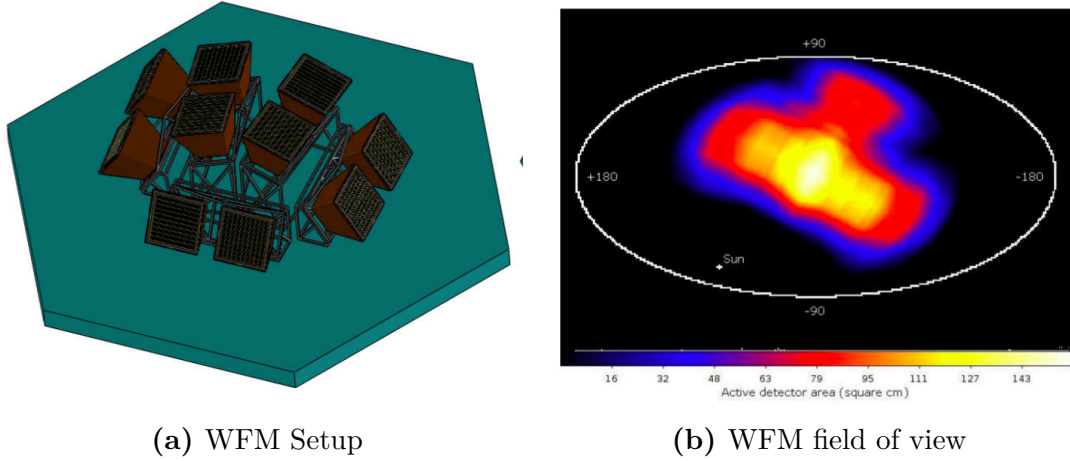 +90
+180
-180
Sun
-90
16 32 48 63 79 95 111 127 143
Active detector area (square cm)
(a) WFM Setup
(b) WFM field of view